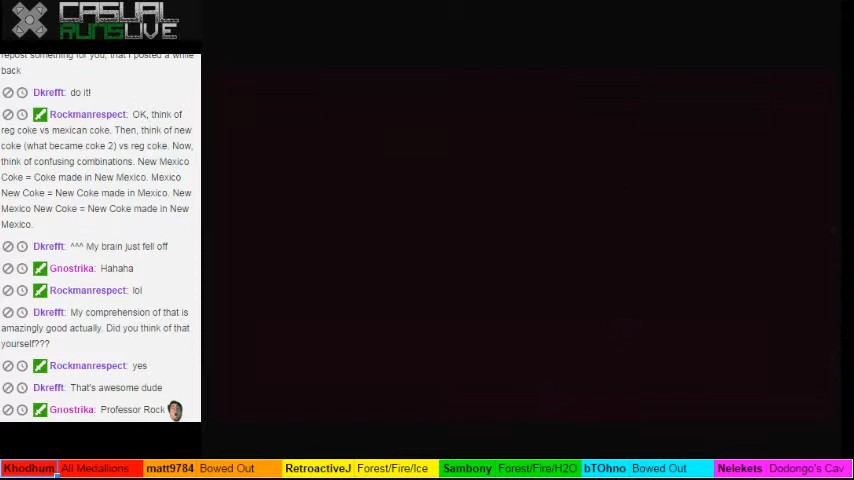 CASUAL
RUNSLIVE
repost something for you, that I posted a while
back
Dkrefft: do it!
Rockmanrespect: OK, think of
reg coke vs mexican coke. Then, think of new
coke (what became coke 2) vs reg coke. Now,
think of confusing combinations. New Mexico
Coke = Coke made in New Mexico. Mexico
New Coke = New Coke made in Mexico. New
Mexico New Coke = New Coke made in New
Mexico.
Dkrefft: ^^^ My brain just fell off
Gnostrika: Hahaha
Rockmanrespect: lol
Dkrefft: My comprehension of that is
amazingly good actually. Did you think of that
yourself???
Rockmanrespect: yes
Dkrefft: That's awesome dude
Gnostrika: Professor Rock
Khodhum All Medallions matt9784 Bowed Out RetroactiveJ Forest/Fire/Ice Sambony Forest/Fire/H2O bTOhno Bowed Out Nelekets Dodongo's Cav